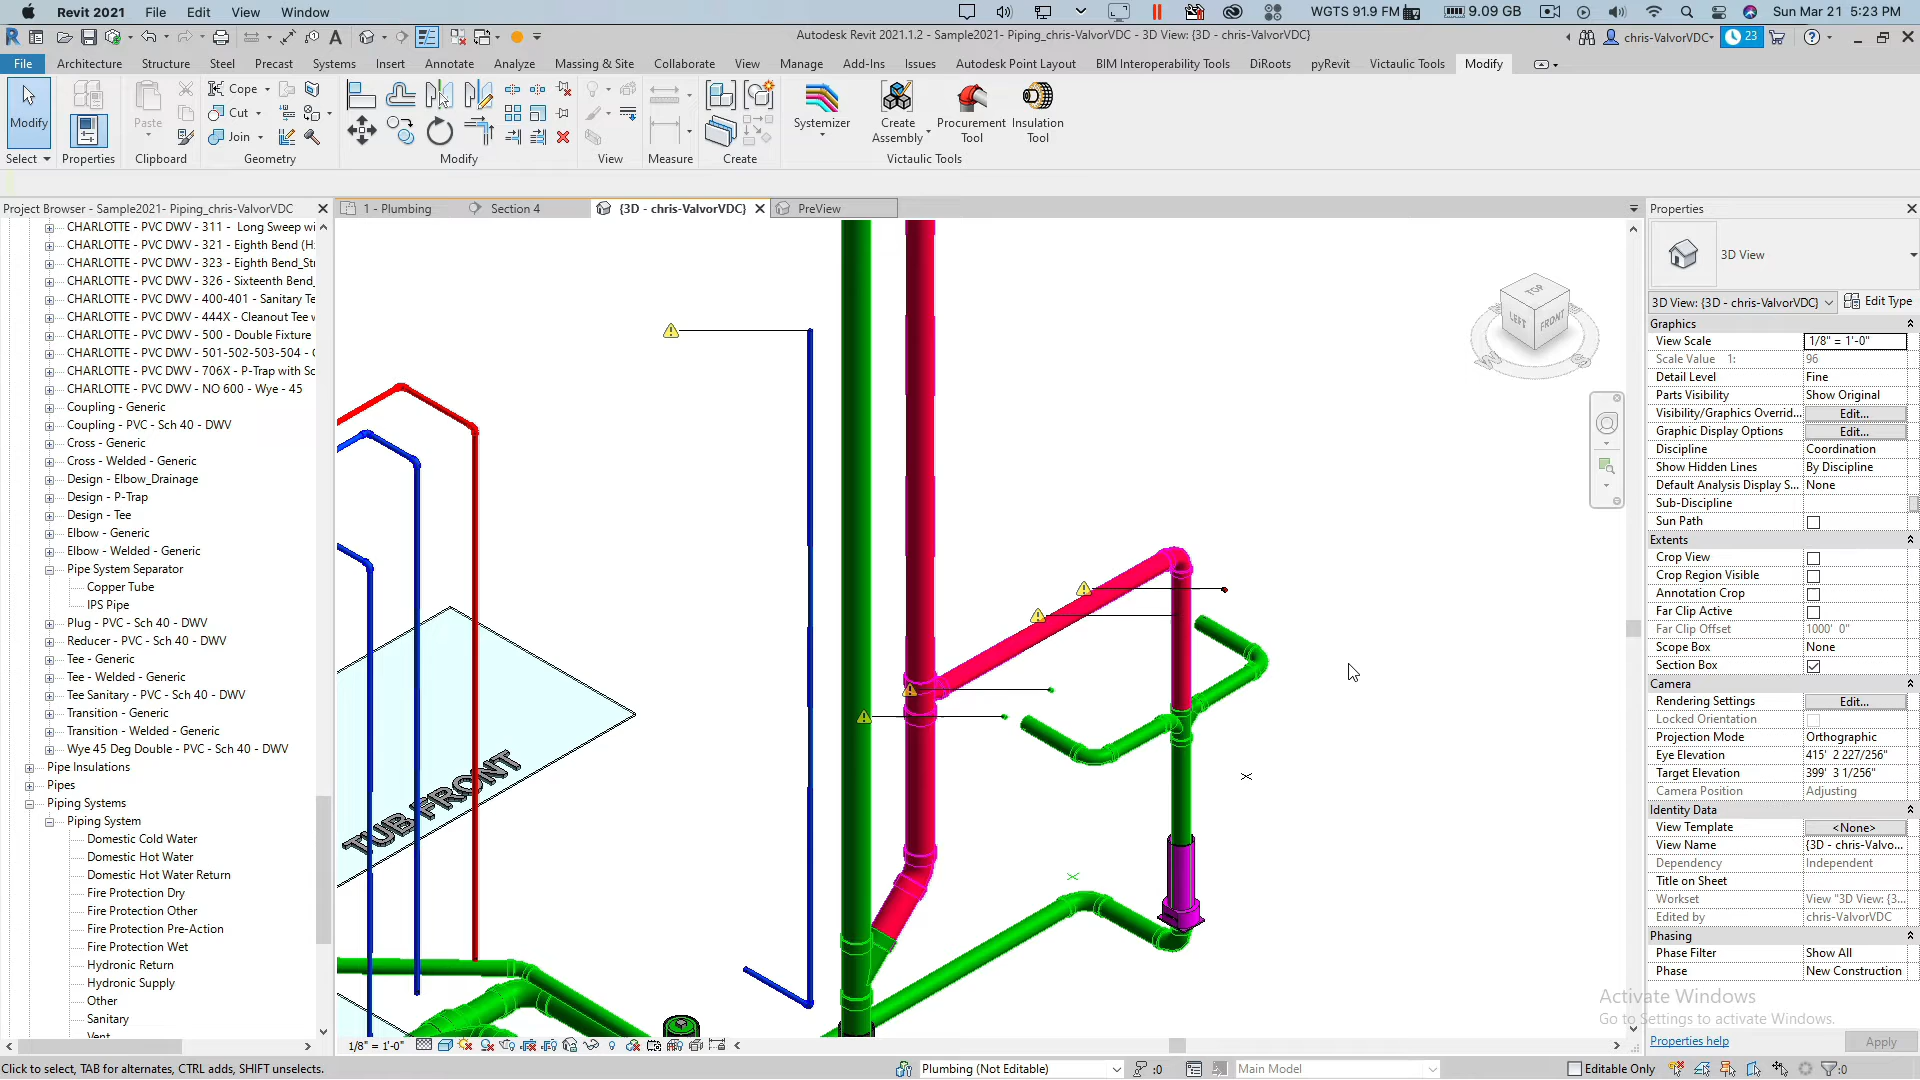 Revit 2021 File Edit View Window
WGTS 91.9 FM 9.09 GB Sun Mar 21 5:23 PM
Autodesk Revit 2021.1.2 - Sample2021- Piping_chris-ValvorVDC - 3D View: {3D - chris-ValvorVDC}
chris-ValvorVDC 23
File Architecture Structure Steel Precast Systems Insert Annotate Analyze Massing & Site Collaborate View Manage Add-Ins Issues Autodesk Point Layout BIM Interoperability Tools DiRoots pyRevit Victaulic Tools Modify
Modify
Select
Properties
Paste
Clipboard
Cope
Cut
Join
Geometry
Modify
View
Measure
Create
Systemizer
Create Assembly
Procurement Tool
Insulation Tool
Victaulic Tools
Project Browser - Sample2021- Piping_chris-ValvorVDC
1 - Plumbing
Section 4
{3D - chris-ValvorVDC}
PreView
Properties
CHARLOTTE - PVC DWV - 311 - Long Sweep wi
CHARLOTTE - PVC DWV - 321 - Eighth Bend (H:
CHARLOTTE - PVC DWV - 323 - Eighth Bend_Str
CHARLOTTE - PVC DWV - 326 - Sixteenth Bend_
CHARLOTTE - PVC DWV - 400-401 - Sanitary Te
CHARLOTTE - PVC DWV - 444X - Cleanout Tee w
CHARLOTTE - PVC DWV - 500 - Double Fixture
CHARLOTTE - PVC DWV - 501-502-503-504 - C
CHARLOTTE - PVC DWV - 706X - P-Trap with Sc
CHARLOTTE - PVC DWV - NO 600 - Wye - 45
Coupling - Generic
Coupling - PVC - Sch 40 - DWV
Cross - Generic
Cross - Welded - Generic
Design - Elbow_Drainage
Design - P-Trap
Design - Tee
Elbow - Generic
Elbow - Welded - Generic
Pipe System Separator
Copper Tube
IPS Pipe
Plug - PVC - Sch 40 - DWV
Reducer - PVC - Sch 40 - DWV
Tee - Generic
Tee - Welded - Generic
Tee Sanitary - PVC - Sch 40 - DWV
Transition - Generic
Transition - Welded - Generic
Wye 45 Deg Double - PVC - Sch 40 - DWV
Pipe Insulations
Pipes
Piping Systems
Piping System
Domestic Cold Water
Domestic Hot Water
Domestic Hot Water Return
Fire Protection Dry
Fire Protection Other
Fire Protection Pre-Action
Fire Protection Wet
Hydronic Return
Hydronic Supply
Other
Sanitary
Vent
TUB FRONT
TOP
LEFT
FRONT
W
S
3D View
3D View: {3D - chris-ValvorVDC} Edit Type
Graphics
View Scale 1/8" = 1'-0"
Scale Value 1: 96
Detail Level Fine
Parts Visibility Show Original
Visibility/Graphics Overrid... Edit...
Graphic Display Options Edit...
Discipline Coordination
Show Hidden Lines By Discipline
Default Analysis Display S... None
Sub-Discipline
Sun Path
Extents
Crop View
Crop Region Visible
Annotation Crop
Far Clip Active
Far Clip Offset 1000' 0"
Scope Box None
Section Box
Camera
Rendering Settings Edit...
Locked Orientation
Projection Mode Orthographic
Eye Elevation 415' 2 227/256"
Target Elevation 399' 3 1/256"
Camera Position Adjusting
Identity Data
View Template <None>
View Name {3D - chris-Valvo...
Dependency Independent
Title on Sheet
Workset View "3D View: {3...
Edited by chris-ValvorVDC
Phasing
Phase Filter Show All
Phase New Construction
Activate Windows
Go to Settings to activate Windows.
Properties help Apply
1/8" = 1'-0"
Click to select, TAB for alternates, CTRL adds, SHIFT unselects.
Plumbing (Not Editable) :0 Main Model Editable Only :0